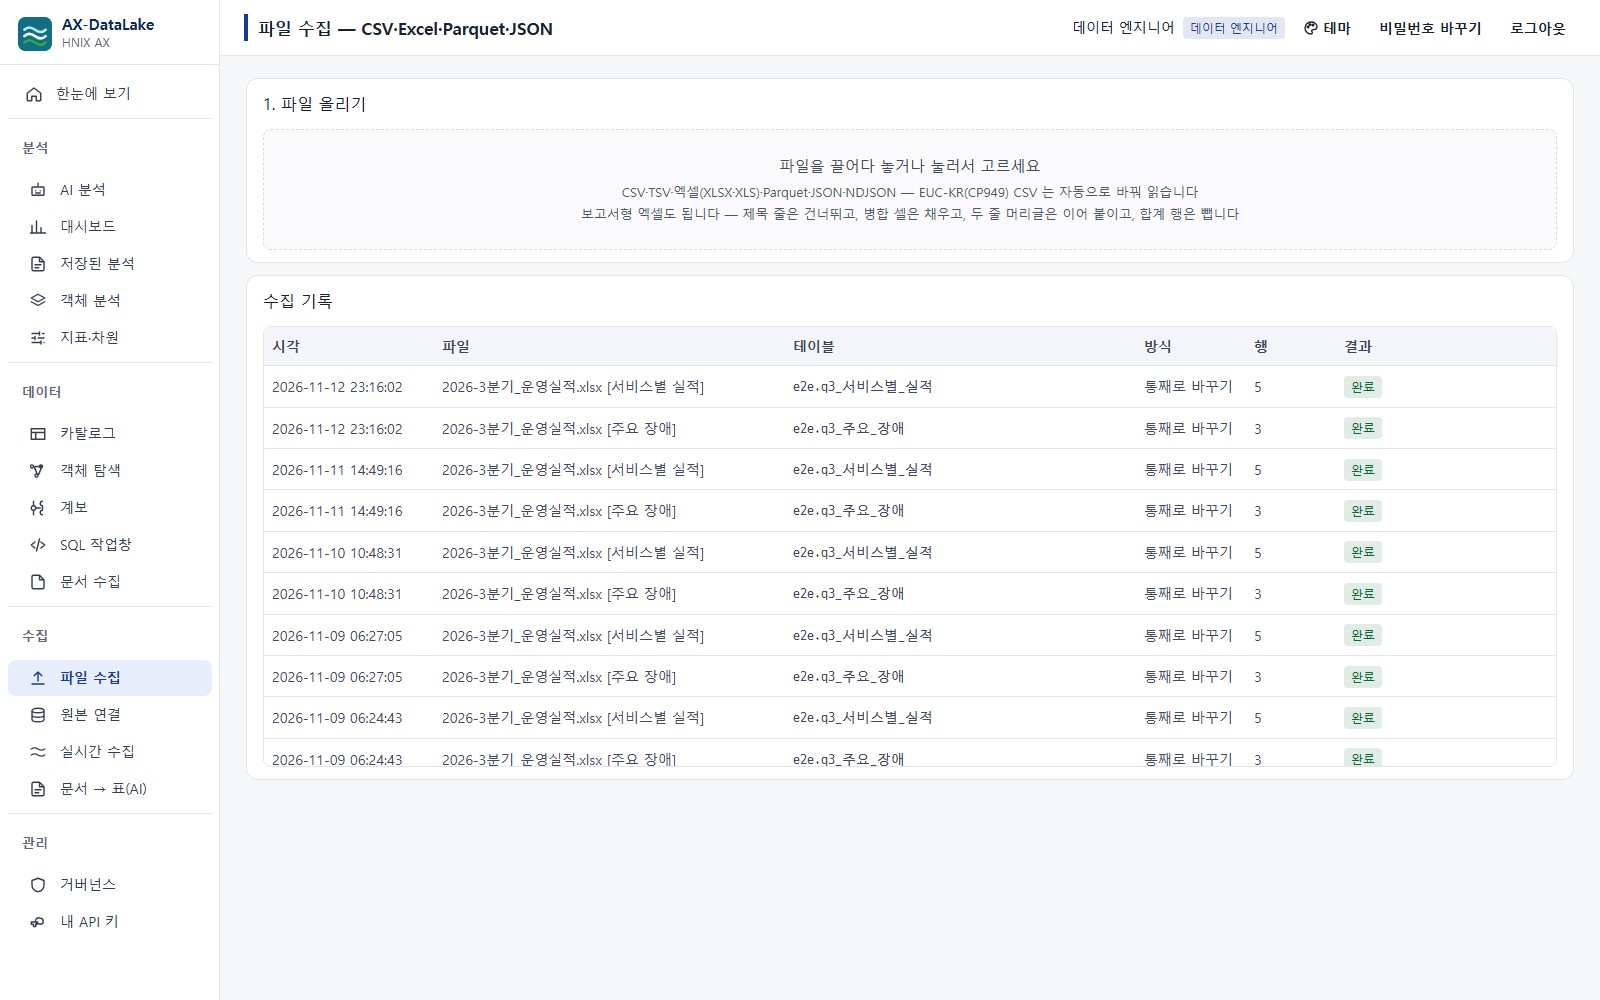 AX-DataLake
HNIX AX
한눈에 보기
분석
AI 분석
대시보드
저장된 분석
객체 분석
지표·차원
데이터
카탈로그
객체 탐색
계보
SQL 작업창
문서 수집
수집
파일 수집
원본 연결
실시간 수집
문서 → 표(AI)
관리
거버넌스
내 API 키
파일 수집 — CSV·Excel·Parquet·JSON
데이터 엔지니어 데이터 엔지니어 테마 비밀번호 바꾸기 로그아웃
1. 파일 올리기
파일을 끌어다 놓거나 눌러서 고르세요
CSV·TSV·엑셀(XLSX·XLS)·Parquet·JSON·NDJSON — EUC-KR(CP949) CSV 는 자동으로 바꿔 읽습니다
보고서형 엑셀도 됩니다 — 제목 줄은 건너뛰고, 병합 셀은 채우고, 두 줄 머리글은 이어 붙이고, 합계 행은 뺍니다
수집 기록
시각 파일 테이블 방식 행 결과
2026-11-12 23:16:02 2026-3분기_운영실적.xlsx [서비스별 실적] e2e.q3_서비스별_실적 통째로 바꾸기 5 완료
2026-11-12 23:16:02 2026-3분기_운영실적.xlsx [주요 장애] e2e.q3_주요_장애 통째로 바꾸기 3 완료
2026-11-11 14:49:16 2026-3분기_운영실적.xlsx [서비스별 실적] e2e.q3_서비스별_실적 통째로 바꾸기 5 완료
2026-11-11 14:49:16 2026-3분기_운영실적.xlsx [주요 장애] e2e.q3_주요_장애 통째로 바꾸기 3 완료
2026-11-10 10:48:31 2026-3분기_운영실적.xlsx [서비스별 실적] e2e.q3_서비스별_실적 통째로 바꾸기 5 완료
2026-11-10 10:48:31 2026-3분기_운영실적.xlsx [주요 장애] e2e.q3_주요_장애 통째로 바꾸기 3 완료
2026-11-09 06:27:05 2026-3분기_운영실적.xlsx [서비스별 실적] e2e.q3_서비스별_실적 통째로 바꾸기 5 완료
2026-11-09 06:27:05 2026-3분기_운영실적.xlsx [주요 장애] e2e.q3_주요_장애 통째로 바꾸기 3 완료
2026-11-09 06:24:43 2026-3분기_운영실적.xlsx [서비스별 실적] e2e.q3_서비스별_실적 통째로 바꾸기 5 완료
2026-11-09 06:24:43 2026-3분기_운영실적.xlsx [주요 장애] e2e.q3_주요_장애 통째로 바꾸기 3 완료